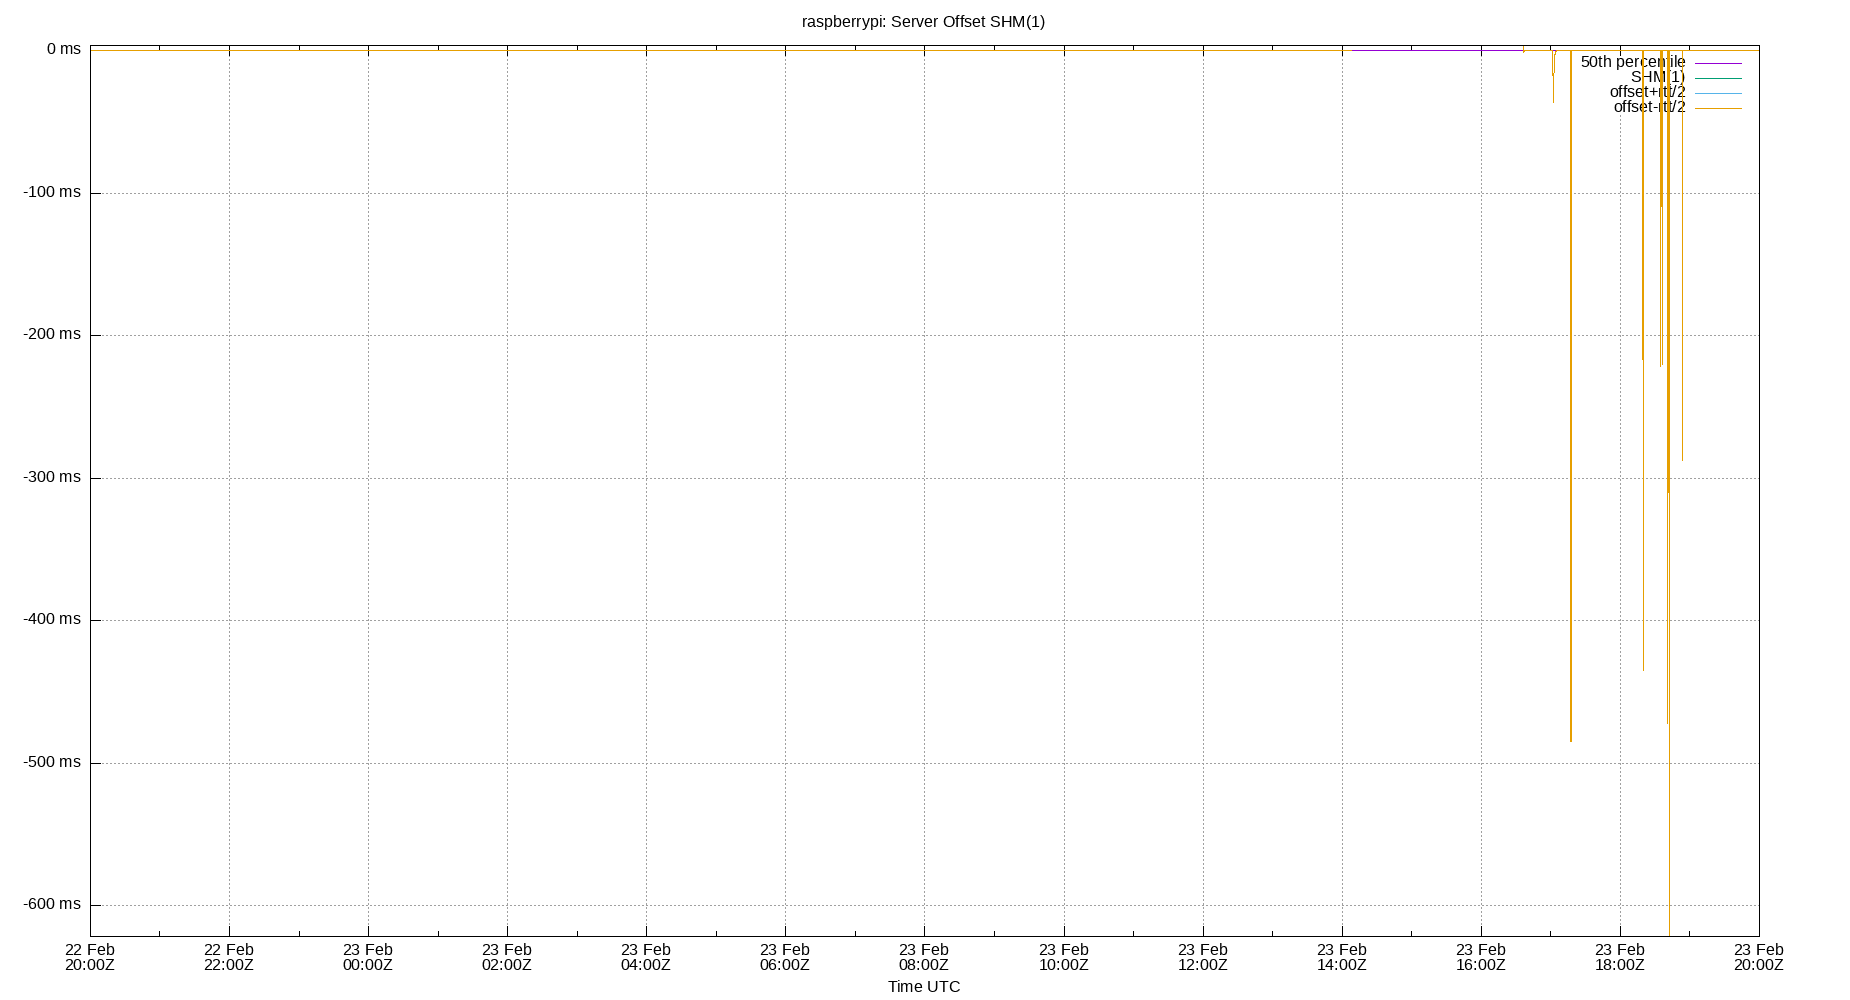 raspberrypi: Server Offset SHM(1)
0 ms
50th percentile
SHM(1)
offset+rtt/2
offset-rtt/2
-100 ms
-200 ms
-300 ms
-400 ms
-500 ms
-600 ms
22 Feb 22 Feb 23 Feb 23 Feb 23 Feb 23 Feb 23 Feb 23 Feb 23 Feb 23 Feb 23 Feb 23 Feb 23 Feb
20:00Z 22:00Z 00:00Z 02:00Z 04:00Z 06:00Z 08:00Z 10:00Z 12:00Z 14:00Z 16:00Z 18:00Z 20:00Z
Time UTC